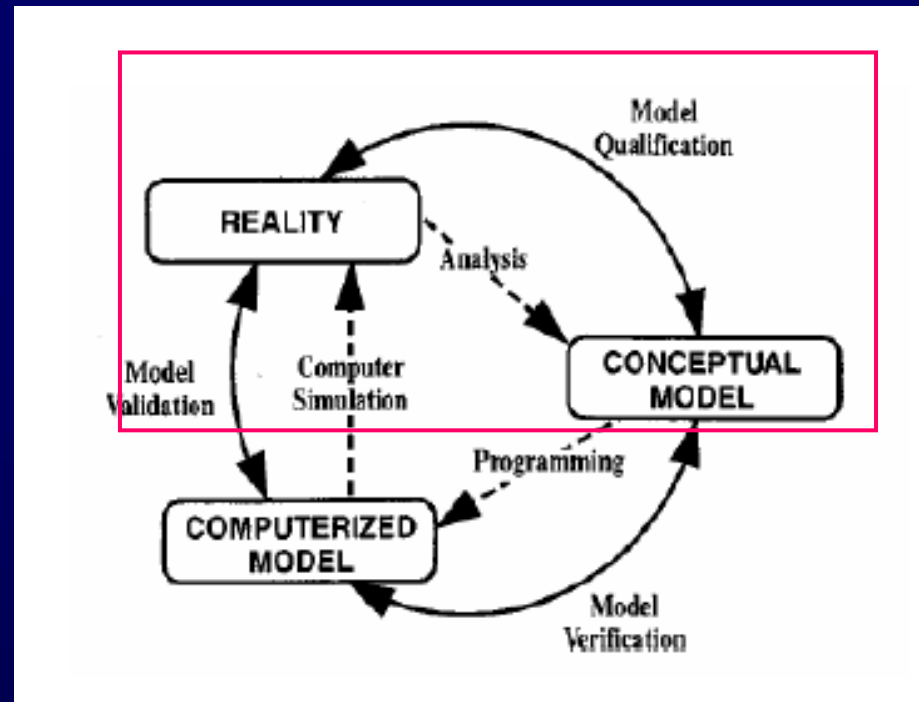 Model
Qualification
REALITY
Analysis
CONCEPTUAL
MODEL
Model
Validation
Computer
Simulation
Programming
COMPUTERIZED
MODEL
Model
Verification